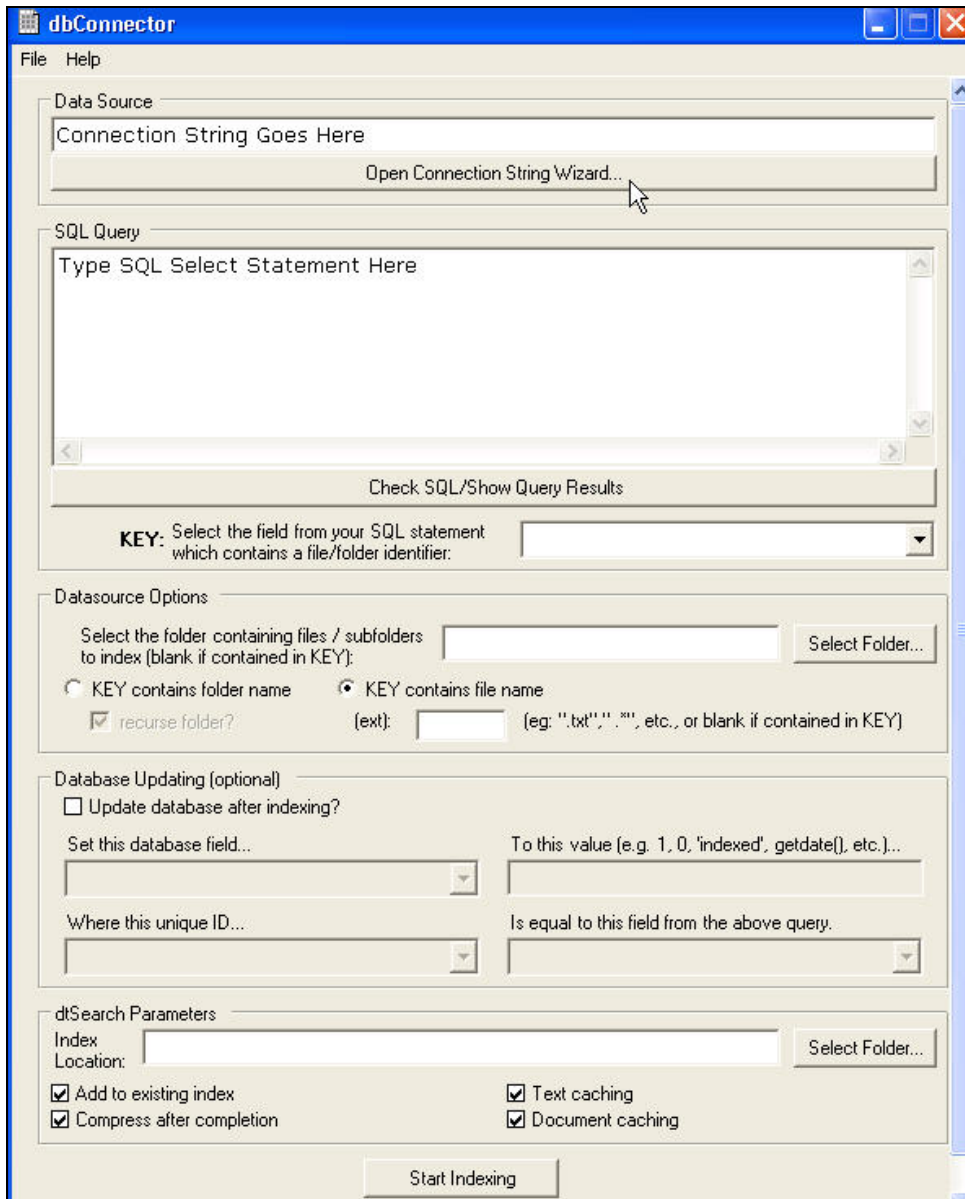 dbConnector
File Help
Data Source
Connection String Goes Here
Open Connection String Wizard...
SQL Query
Type SQL Select Statement Here
Check SQL/Show Query Results
KEY: Select the field from your SQL statement
which contains a file/folder identifier:
Datasource Options
Select the folder containing files / subfolders
to index (blank if contained in KEY):
Select Folder...
KEY contains folder name KEY contains file name
recurse folder? (ext): (eg: ".txt"," .*", etc., or blank if contained in KEY)
Database Updating (optional)
Update database after indexing?
Set this database field... To this value (e.g. 1, 0, 'indexed', getdate(), etc.)...
Where this unique ID... Is equal to this field from the above query.
dtSearch Parameters
Index
Location:
Select Folder...
Add to existing index Text caching
Compress after completion Document caching
Start Indexing